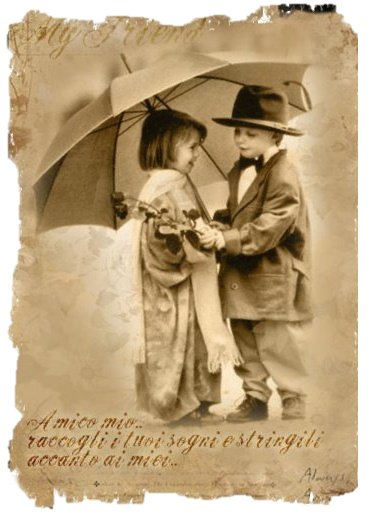 My Friend
Amico mio..
raccogli i tuoi sogni e stringili
accanto ai miei..
Always